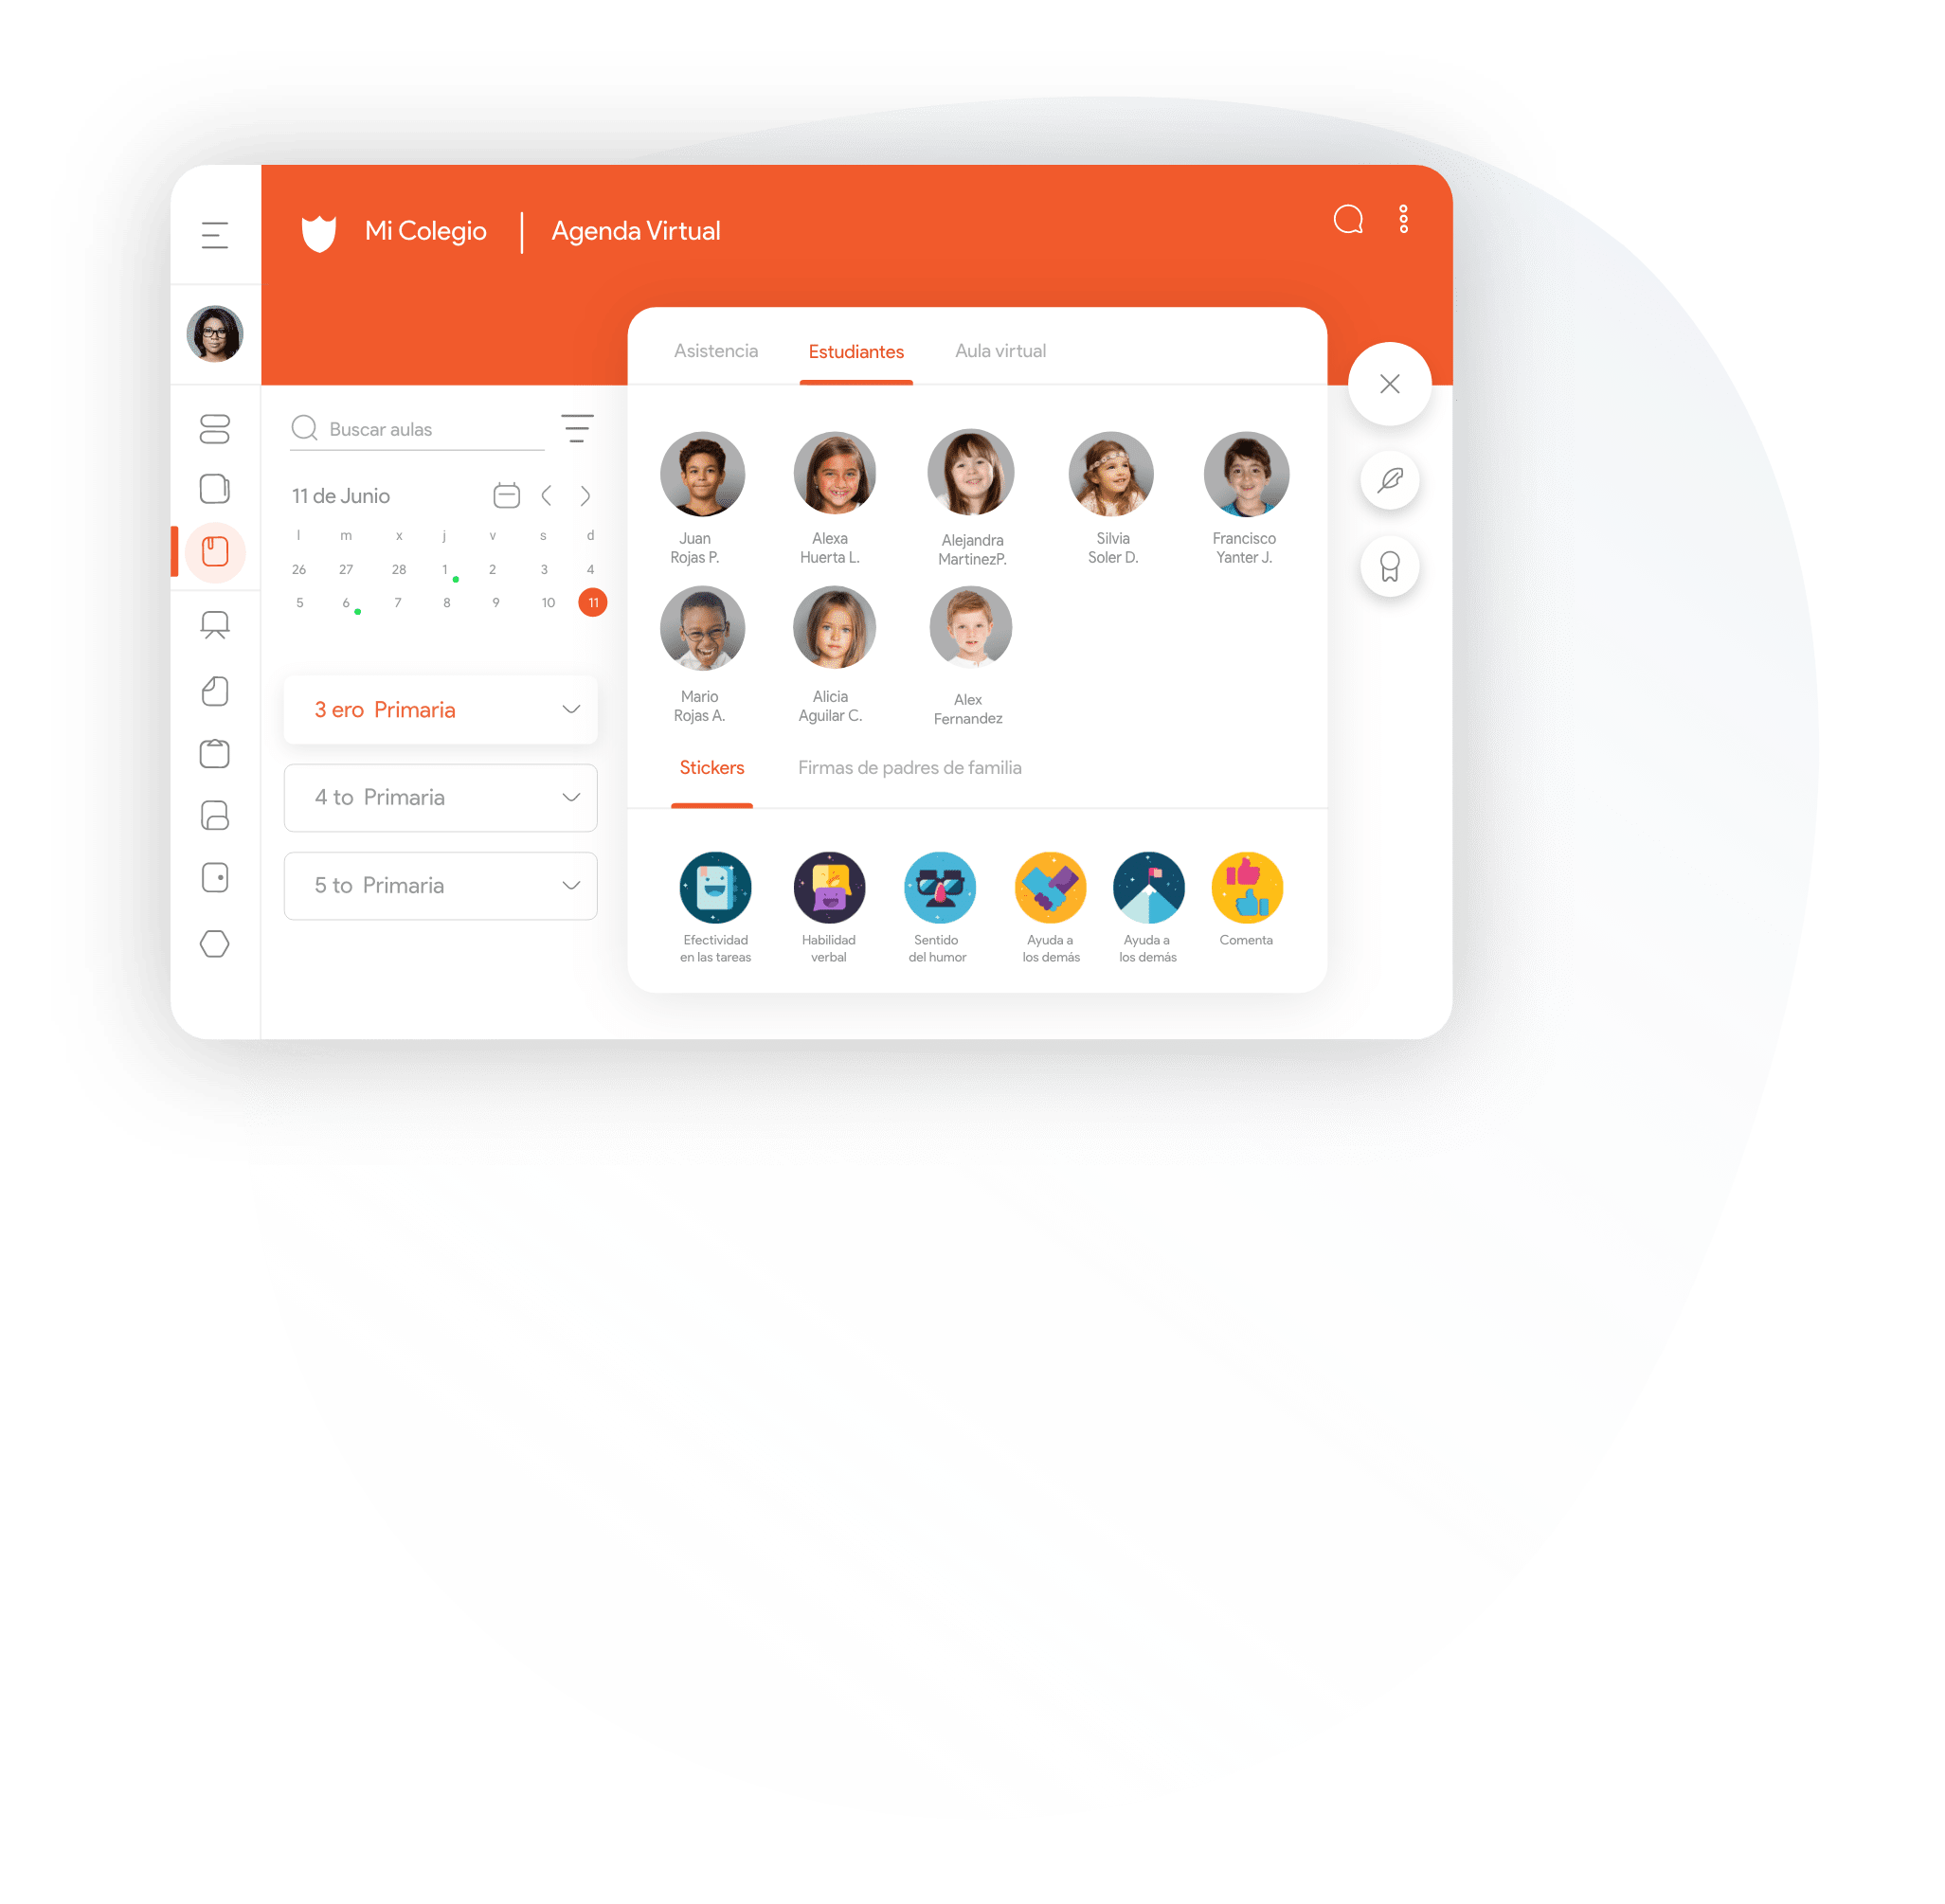 Mi Colegio | Agenda Virtual
Asistencia Estudiantes Aula virtual
Buscar aulas
11 de Junio
l m x j v s d
26 27 28 1 2 3 4
5 6 7 8 9 10 11
3 ero Primaria
4 to Primaria
5 to Primaria
Juan
Rojas P.
Alexa
Huerta L.
Alejandra
MartinezP.
Silvia
Soler D.
Francisco
Yanter J.
Mario
Rojas A.
Alicia
Aguilar C.
Alex
Fernandez
Stickers Firmas de padres de familia
Efectividad
en las tareas
Habilidad
verbal
Sentido
del humor
Ayuda a
los demás
Ayuda a
los demás
Comenta